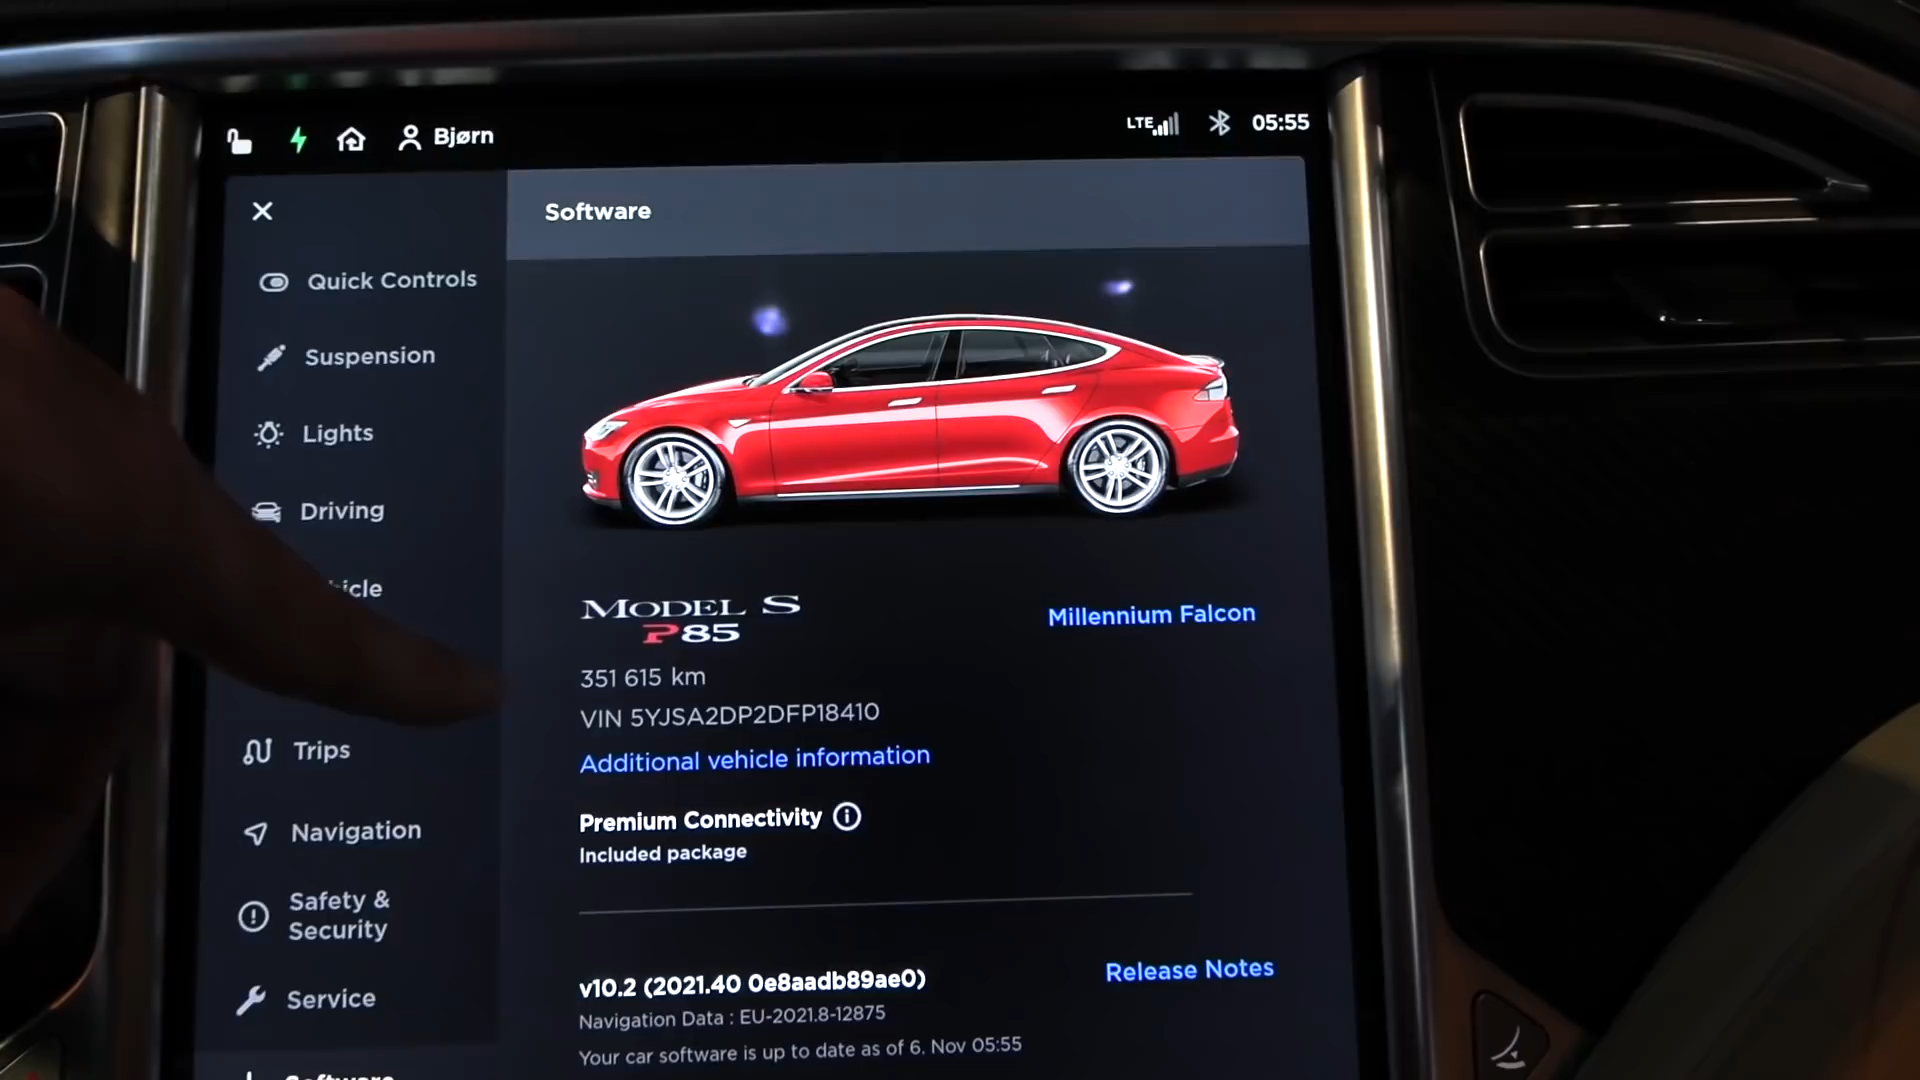 Bjørn
LTE
05:55
Software
Quick Controls
Suspension
Lights
Driving
icle
Trips
Navigation
Safety &
Security
Service
Software
MODEL S
P85
Millennium Falcon
351 615 km
VIN 5YJSA2DP2DFP18410
Additional vehicle information
Premium Connectivity
Included package
v10.2 (2021.40 0e8aadb89ae0)
Release Notes
Navigation Data : EU-2021.8-12875
Your car software is up to date as of 6. Nov 05:55